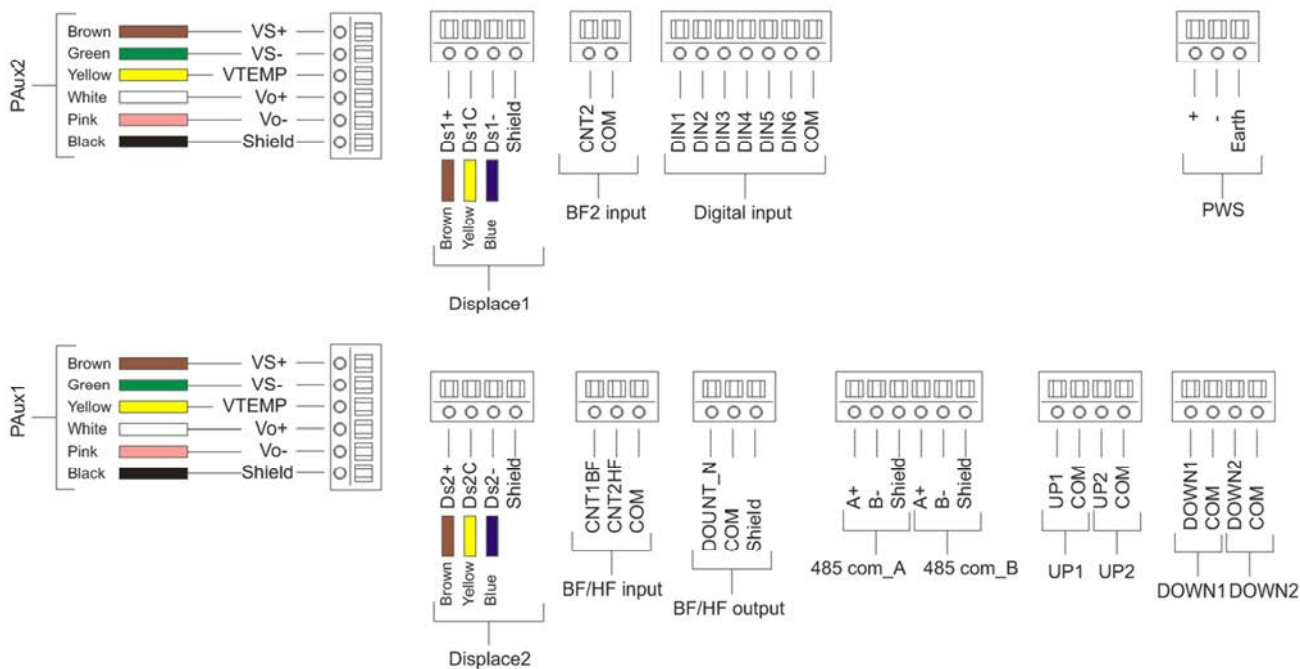 PAux2
Brown VS+
Green VS-
Yellow VTEMP
White Vo+
Pink Vo-
Black Shield
Ds1+ Ds1C Ds1- Shield
Brown Yellow Blue
Displace1
CNT2 COM
BF2 input
DIN1 DIN2 DIN3 DIN4 DIN5 DIN6 COM
Digital input
+ - Earth
PWS
PAux1
Brown VS+
Green VS-
Yellow VTEMP
White Vo+
Pink Vo-
Black Shield
Ds2+ Ds2C Ds2- Shield
Brown Yellow Blue
Displace2
CNT1BF CNT2HF COM
BF/HF input
DOUNT_N COM Shield
BF/HF output
A+ B- Shield A+ B- Shield
485 com_A 485 com_B
UP1 COM UP2 COM
UP1 UP2
DOWN1 COM DOWN2 COM
DOWN1 DOWN2